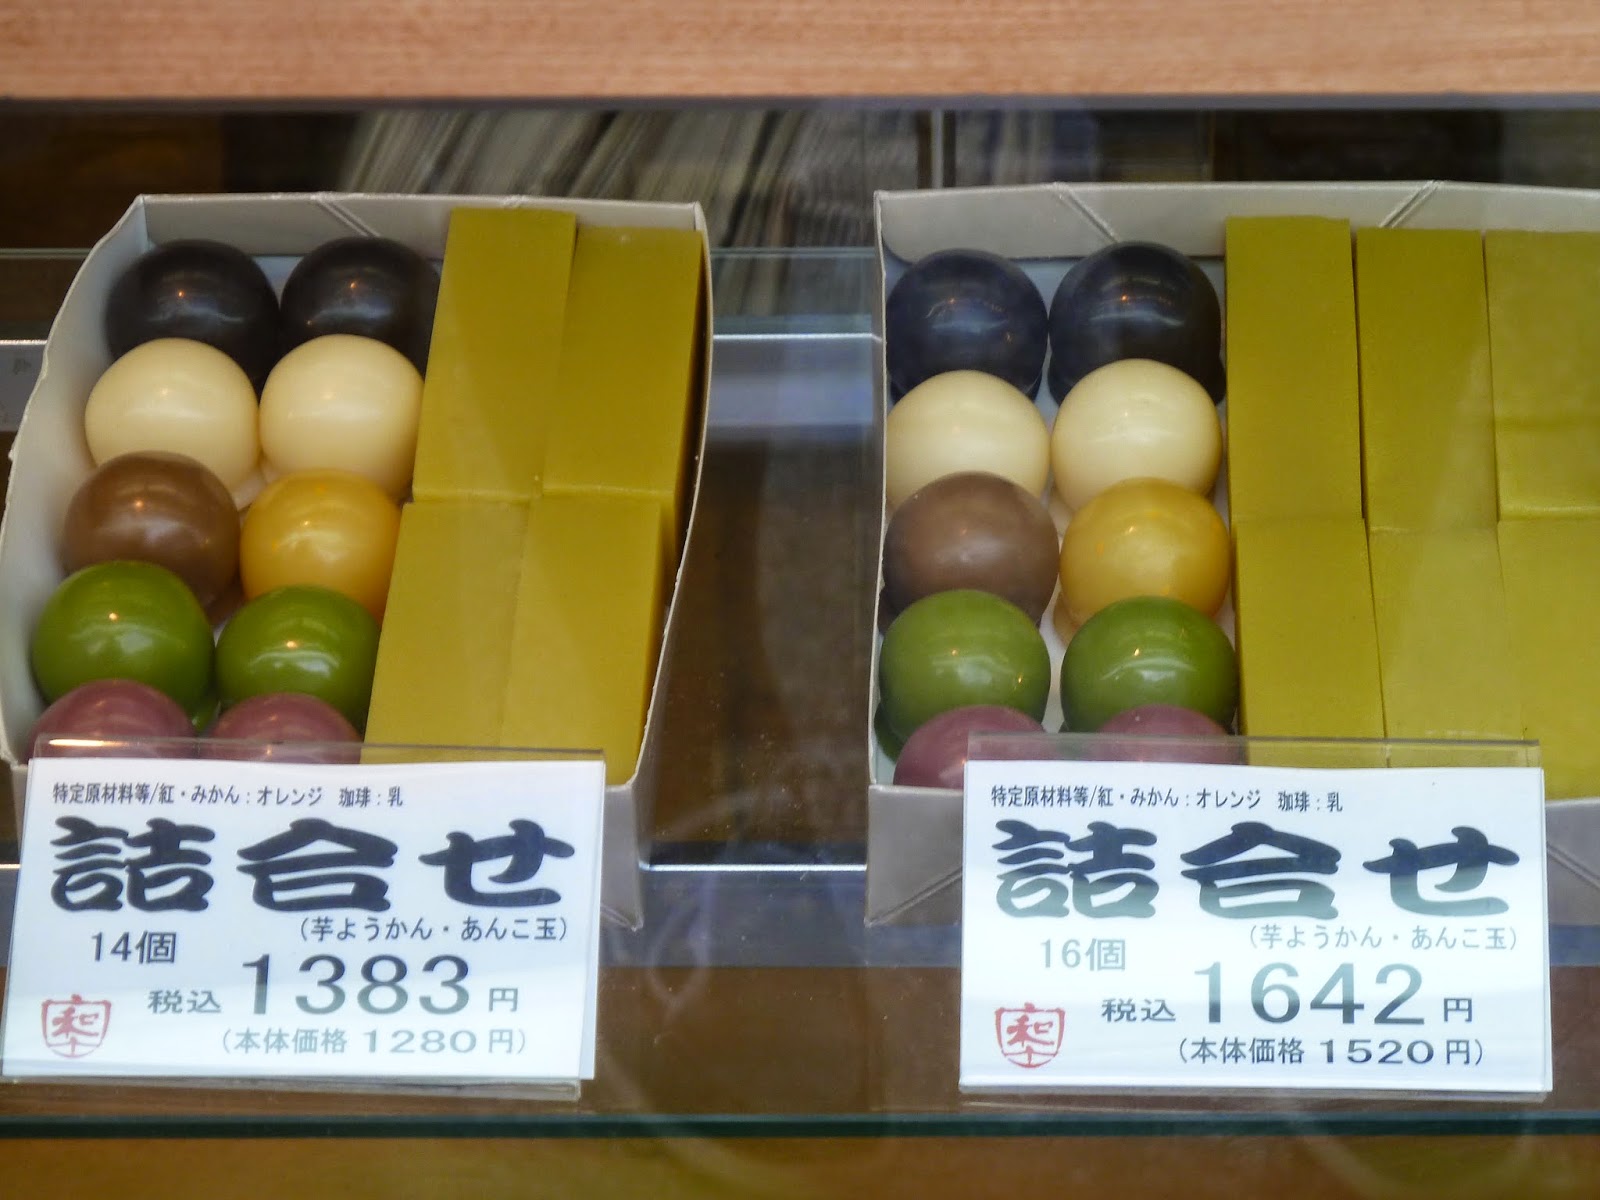 特定原材料等/紅・みかん：オレンジ　珈琲：乳
詰合せ
（芋ようかん・あんこ玉）
14個
税込 1383 円
（本体価格 1280 円）
特定原材料等/紅・みかん：オレンジ　珈琲：乳
詰合せ
（芋ようかん・あんこ玉）
16個
税込 1642 円
（本体価格 1520 円）